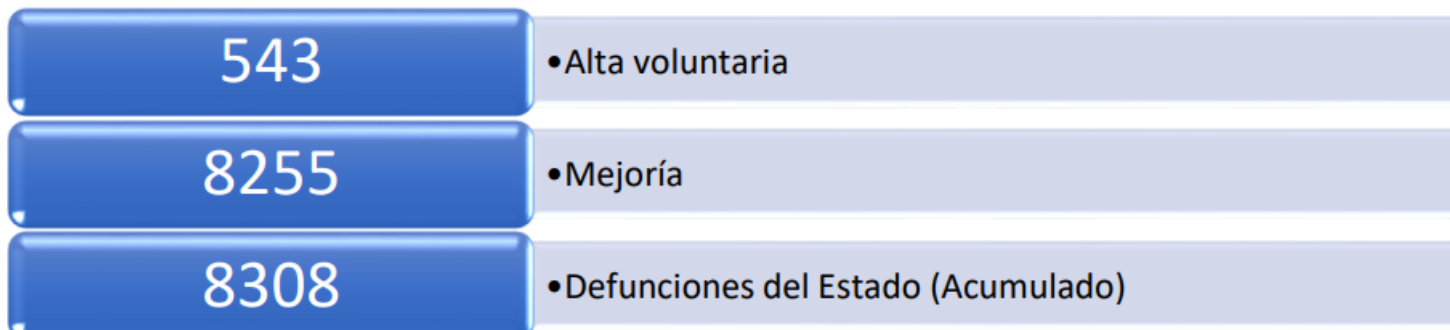 543
•Alta voluntaria
8255
•Mejoría
8308
•Defunciones del Estado (Acumulado)